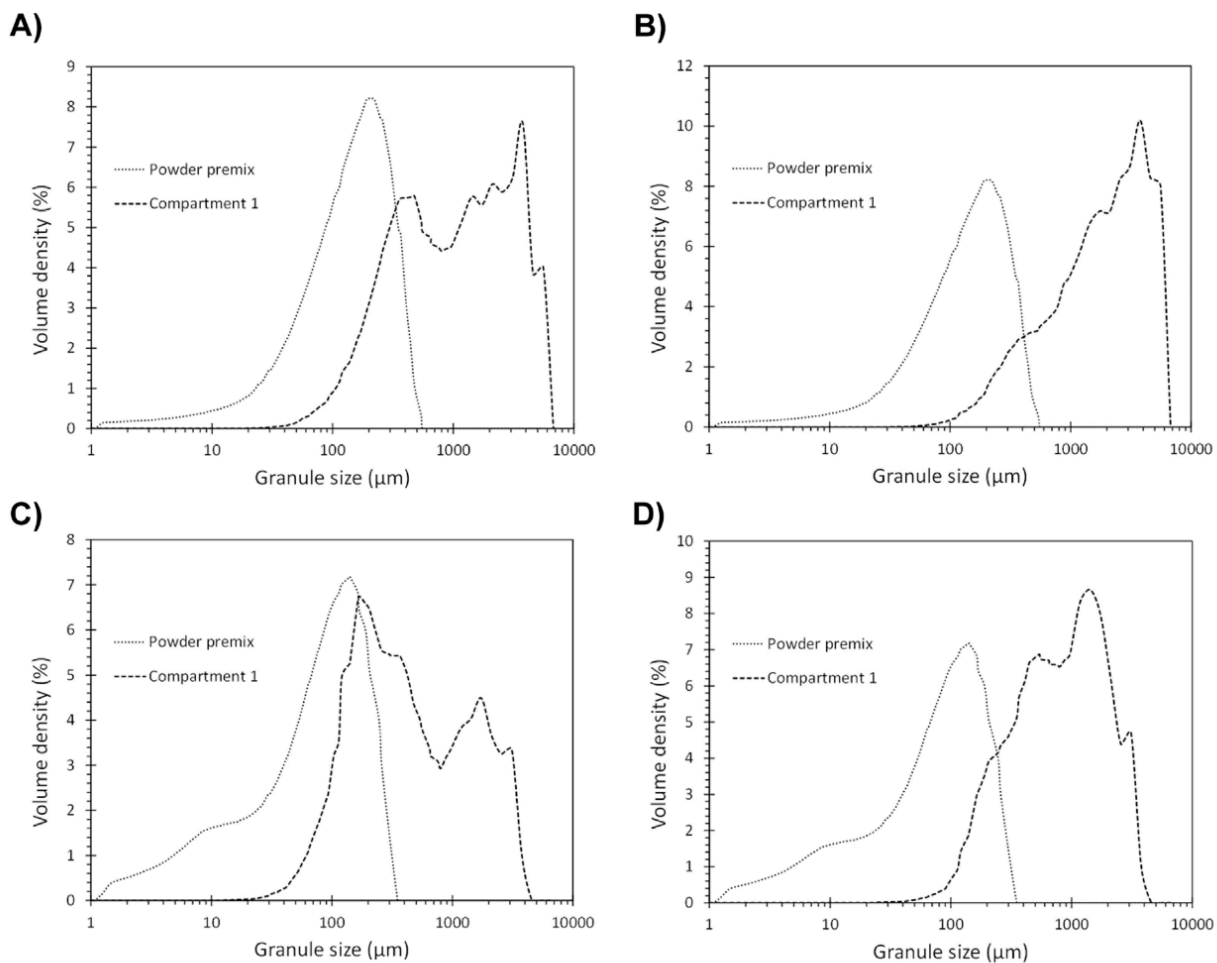 A)
9
8
7
6
5
4
3
2
1
0
Volume density (%)
Powder premix
Compartment 1
1 10 100 1000 10000
Granule size (µm)
B)
12
10
8
6
4
2
0
Volume density (%)
Powder premix
Compartment 1
1 10 100 1000 10000
Granule size (µm)
C)
8
7
6
5
4
3
2
1
0
Volume density (%)
Powder premix
Compartment 1
1 10 100 1000 10000
Granule size (µm)
D)
10
9
8
7
6
5
4
3
2
1
0
Volume density (%)
Powder premix
Compartment 1
1 10 100 1000 10000
Granule size (µm)